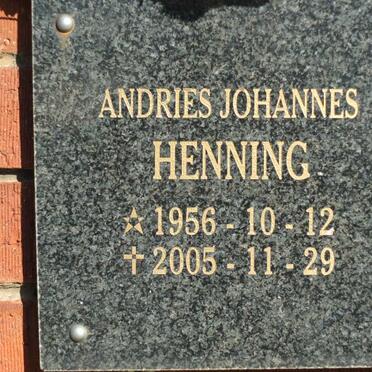 ANDRIES JOHANNES
HENNING
☆ 1956 - 10 - 12
✝ 2005 - 11 - 29